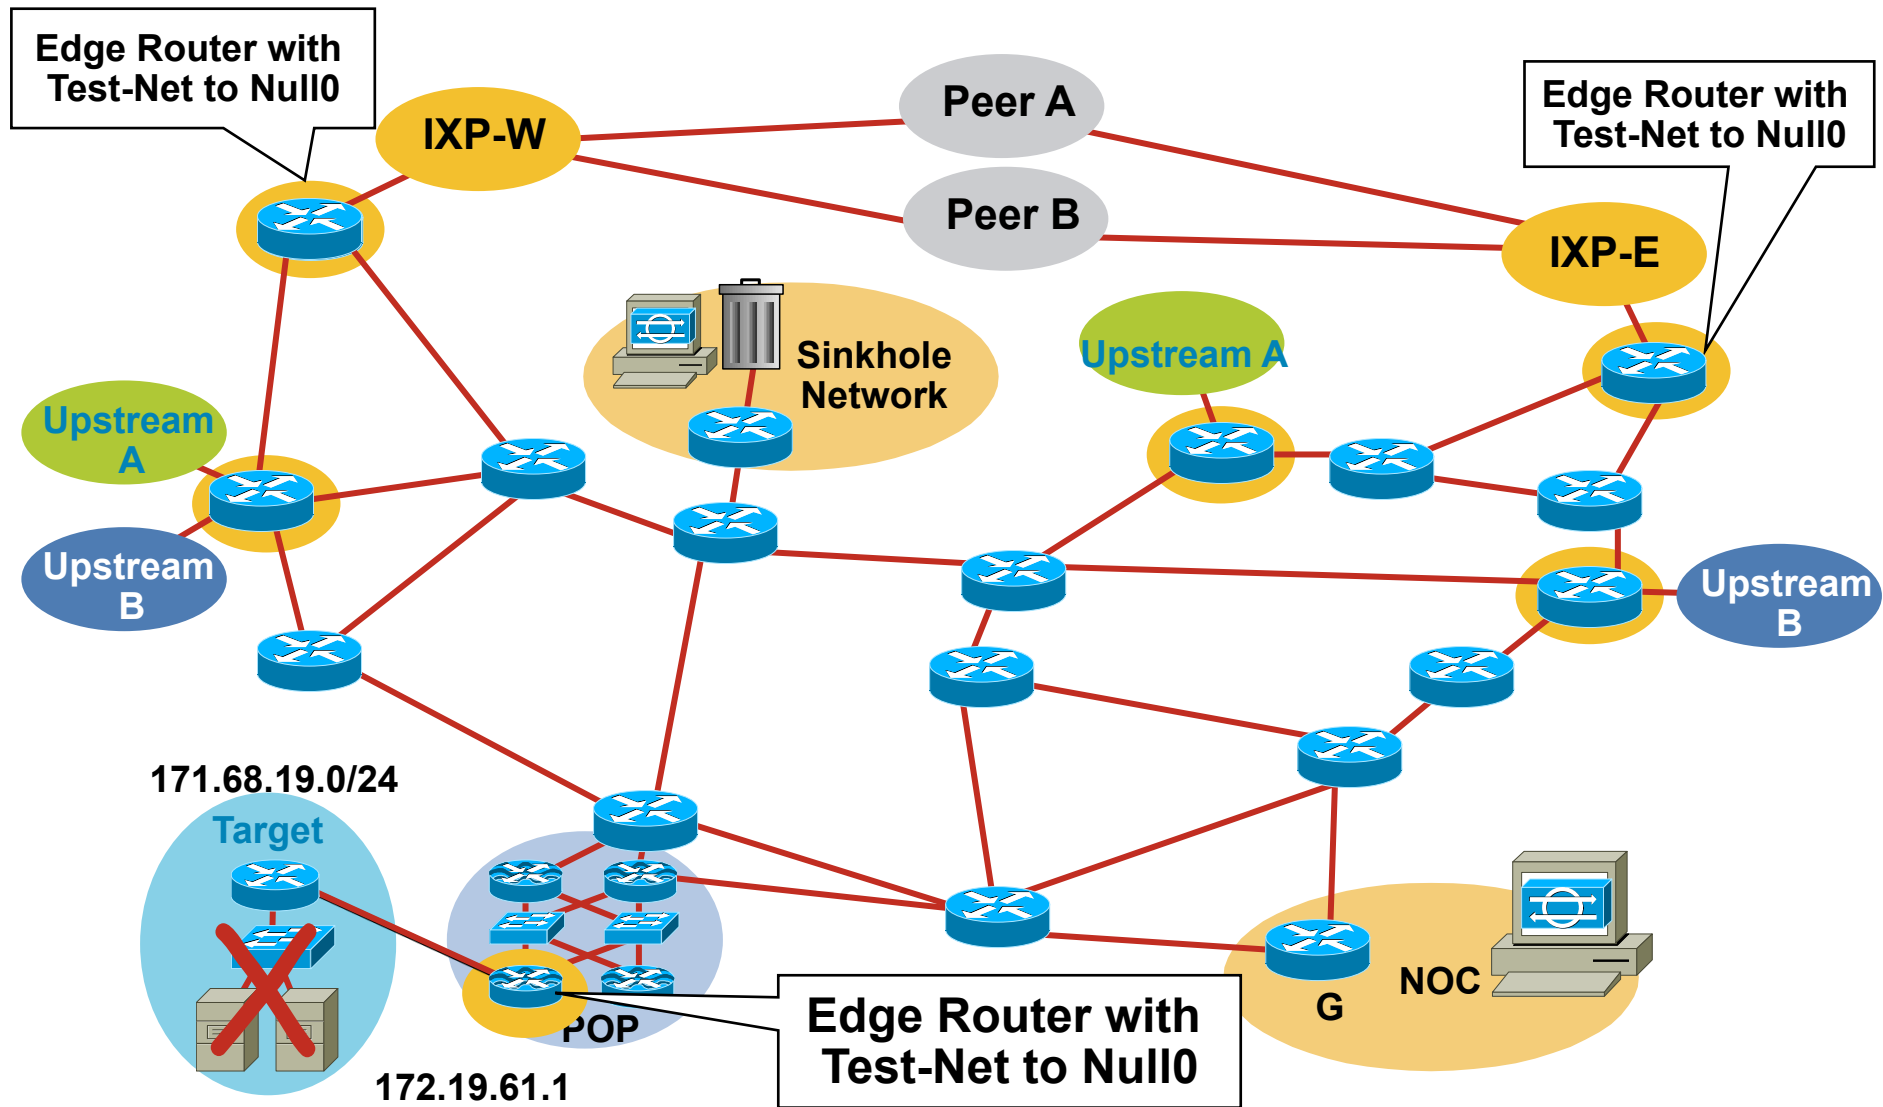 Edge Router with
Test-Net to Null0
IXP-W
Peer A
Edge Router with
Test-Net to Null0
Peer B
IXP-E
Sinkhole
Network
Upstream A
Upstream
A
Upstream
B
Upstream
B
171.68.19.0/24
Target
NOC
G
POP
Edge Router with
Test-Net to Null0
172.19.61.1